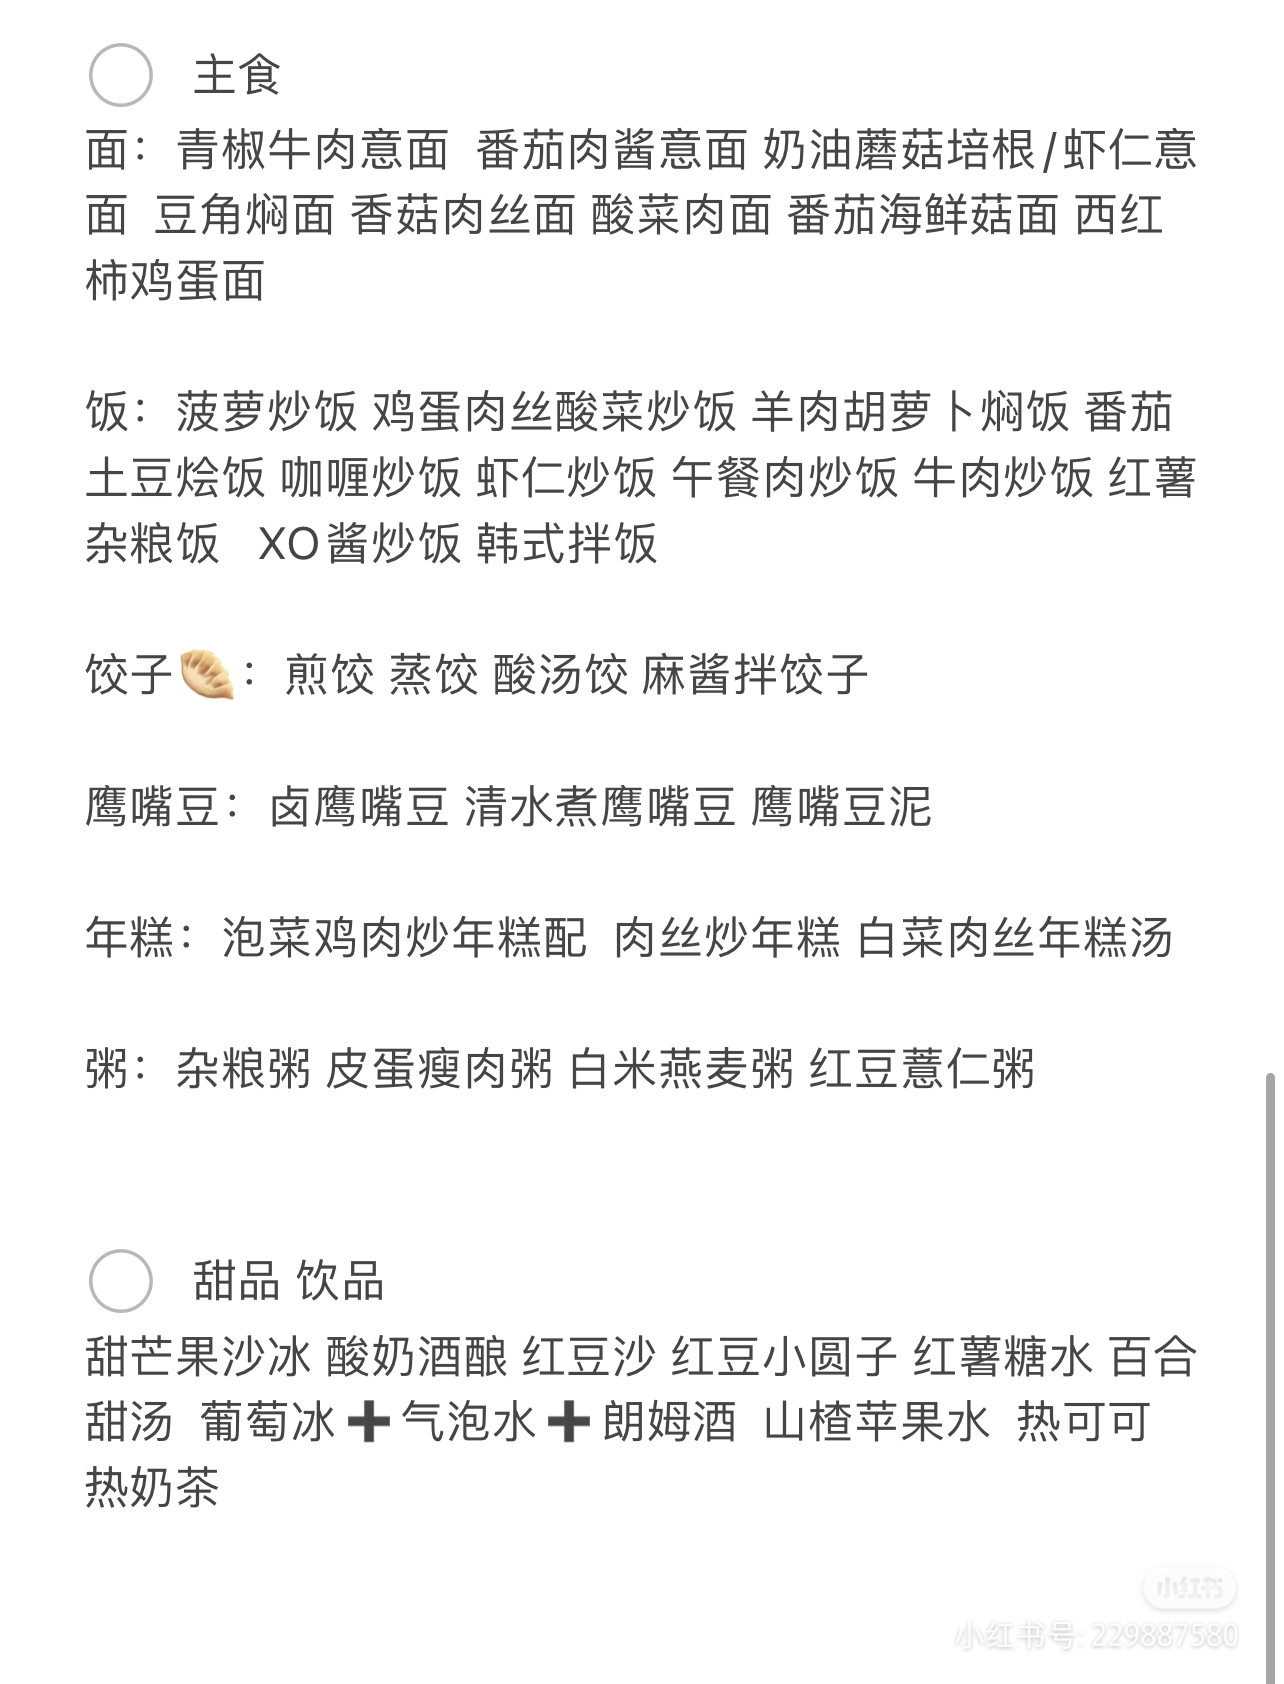 主食
面：青椒牛肉意面 番茄肉酱意面 奶油蘑菇培根/虾仁意
面 豆角焖面 香菇肉丝面 酸菜肉面 番茄海鲜菇面 西红
柿鸡蛋面
饭：菠萝炒饭 鸡蛋肉丝酸菜炒饭 羊肉胡萝卜焖饭 番茄
土豆烩饭 咖喱炒饭 虾仁炒饭 午餐肉炒饭 牛肉炒饭 红薯
杂粮饭 XO酱炒饭 韩式拌饭
饺子🥟：煎饺 蒸饺 酸汤饺 麻酱拌饺子
鹰嘴豆：卤鹰嘴豆 清水煮鹰嘴豆 鹰嘴豆泥
年糕：泡菜鸡肉炒年糕配 肉丝炒年糕 白菜肉丝年糕汤
粥：杂粮粥 皮蛋瘦肉粥 白米燕麦粥 红豆薏仁粥
甜品 饮品
甜芒果沙冰 酸奶酒酿 红豆沙 红豆小圆子 红薯糖水 百合
甜汤 葡萄冰➕气泡水➕朗姆酒 山楂苹果水 热可可
热奶茶
小红书
小红书号: 229887580